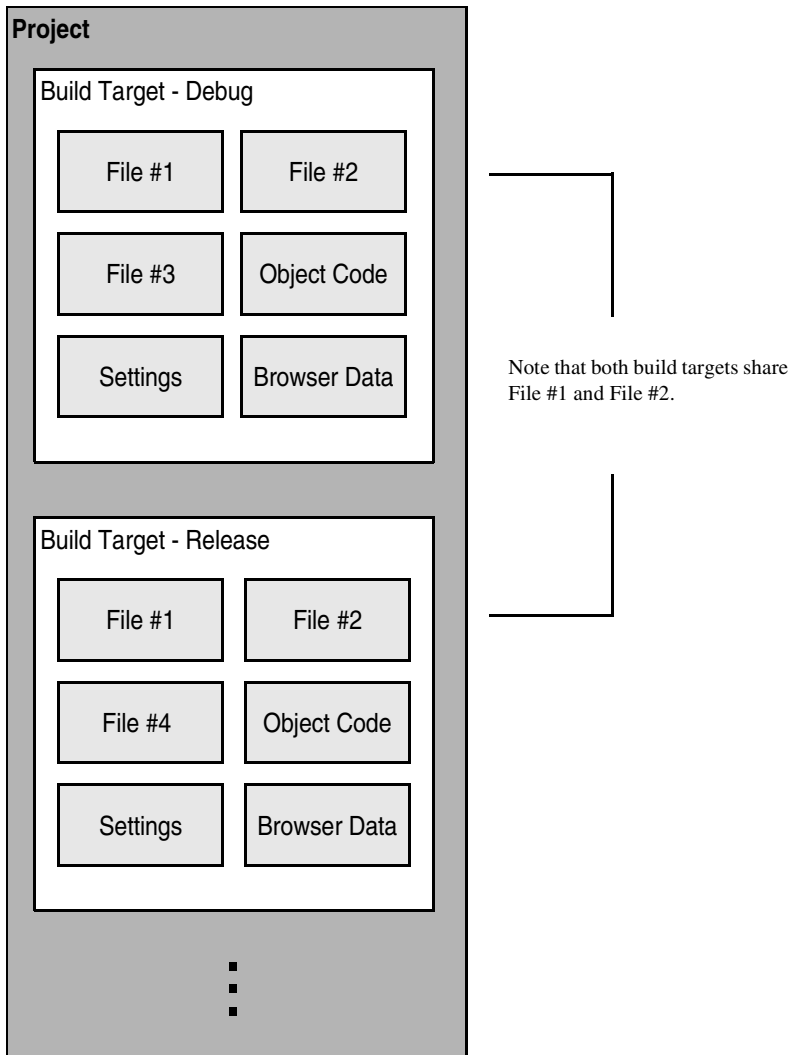 Project
Build Target - Debug
File #1
File #2
File #3
Object Code
Settings
Browser Data
Note that both build targets share
File #1 and File #2.
Build Target - Release
File #1
File #2
File #4
Object Code
Settings
Browser Data